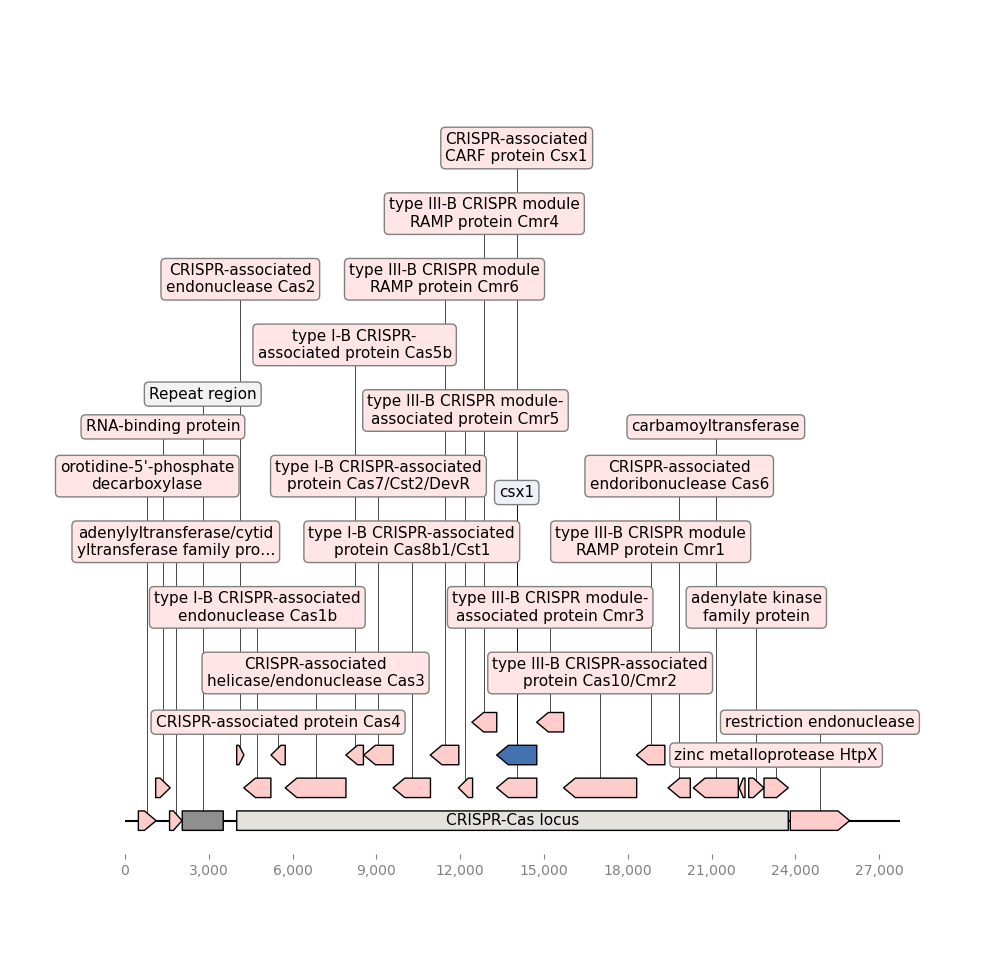 CRISPR-associated
CARF protein Csx1
type III-B CRISPR module
RAMP protein Cmr4
CRISPR-associated
endonuclease Cas2
type III-B CRISPR module
RAMP protein Cmr6
type I-B CRISPR-
associated protein Cas5b
Repeat region
type III-B CRISPR module-
associated protein Cmr5
RNA-binding protein
carbamoyltransferase
orotidine-5'-phosphate
decarboxylase
type I-B CRISPR-associated
protein Cas7/Cst2/DevR
CRISPR-associated
endoribonuclease Cas6
csx1
adenylyltransferase/cytid
yltransferase family pro...
type I-B CRISPR-associated
protein Cas8b1/Cst1
type III-B CRISPR module
RAMP protein Cmr1
type I-B CRISPR-associated
endonuclease Cas1b
type III-B CRISPR module-
associated protein Cmr3
adenylate kinase
family protein
CRISPR-associated
helicase/endonuclease Cas3
type III-B CRISPR-associated
protein Cas10/Cmr2
CRISPR-associated protein Cas4
restriction endonuclease
zinc metalloprotease HtpX
CRISPR-Cas locus
0 3,000 6,000 9,000 12,000 15,000 18,000 21,000 24,000 27,000